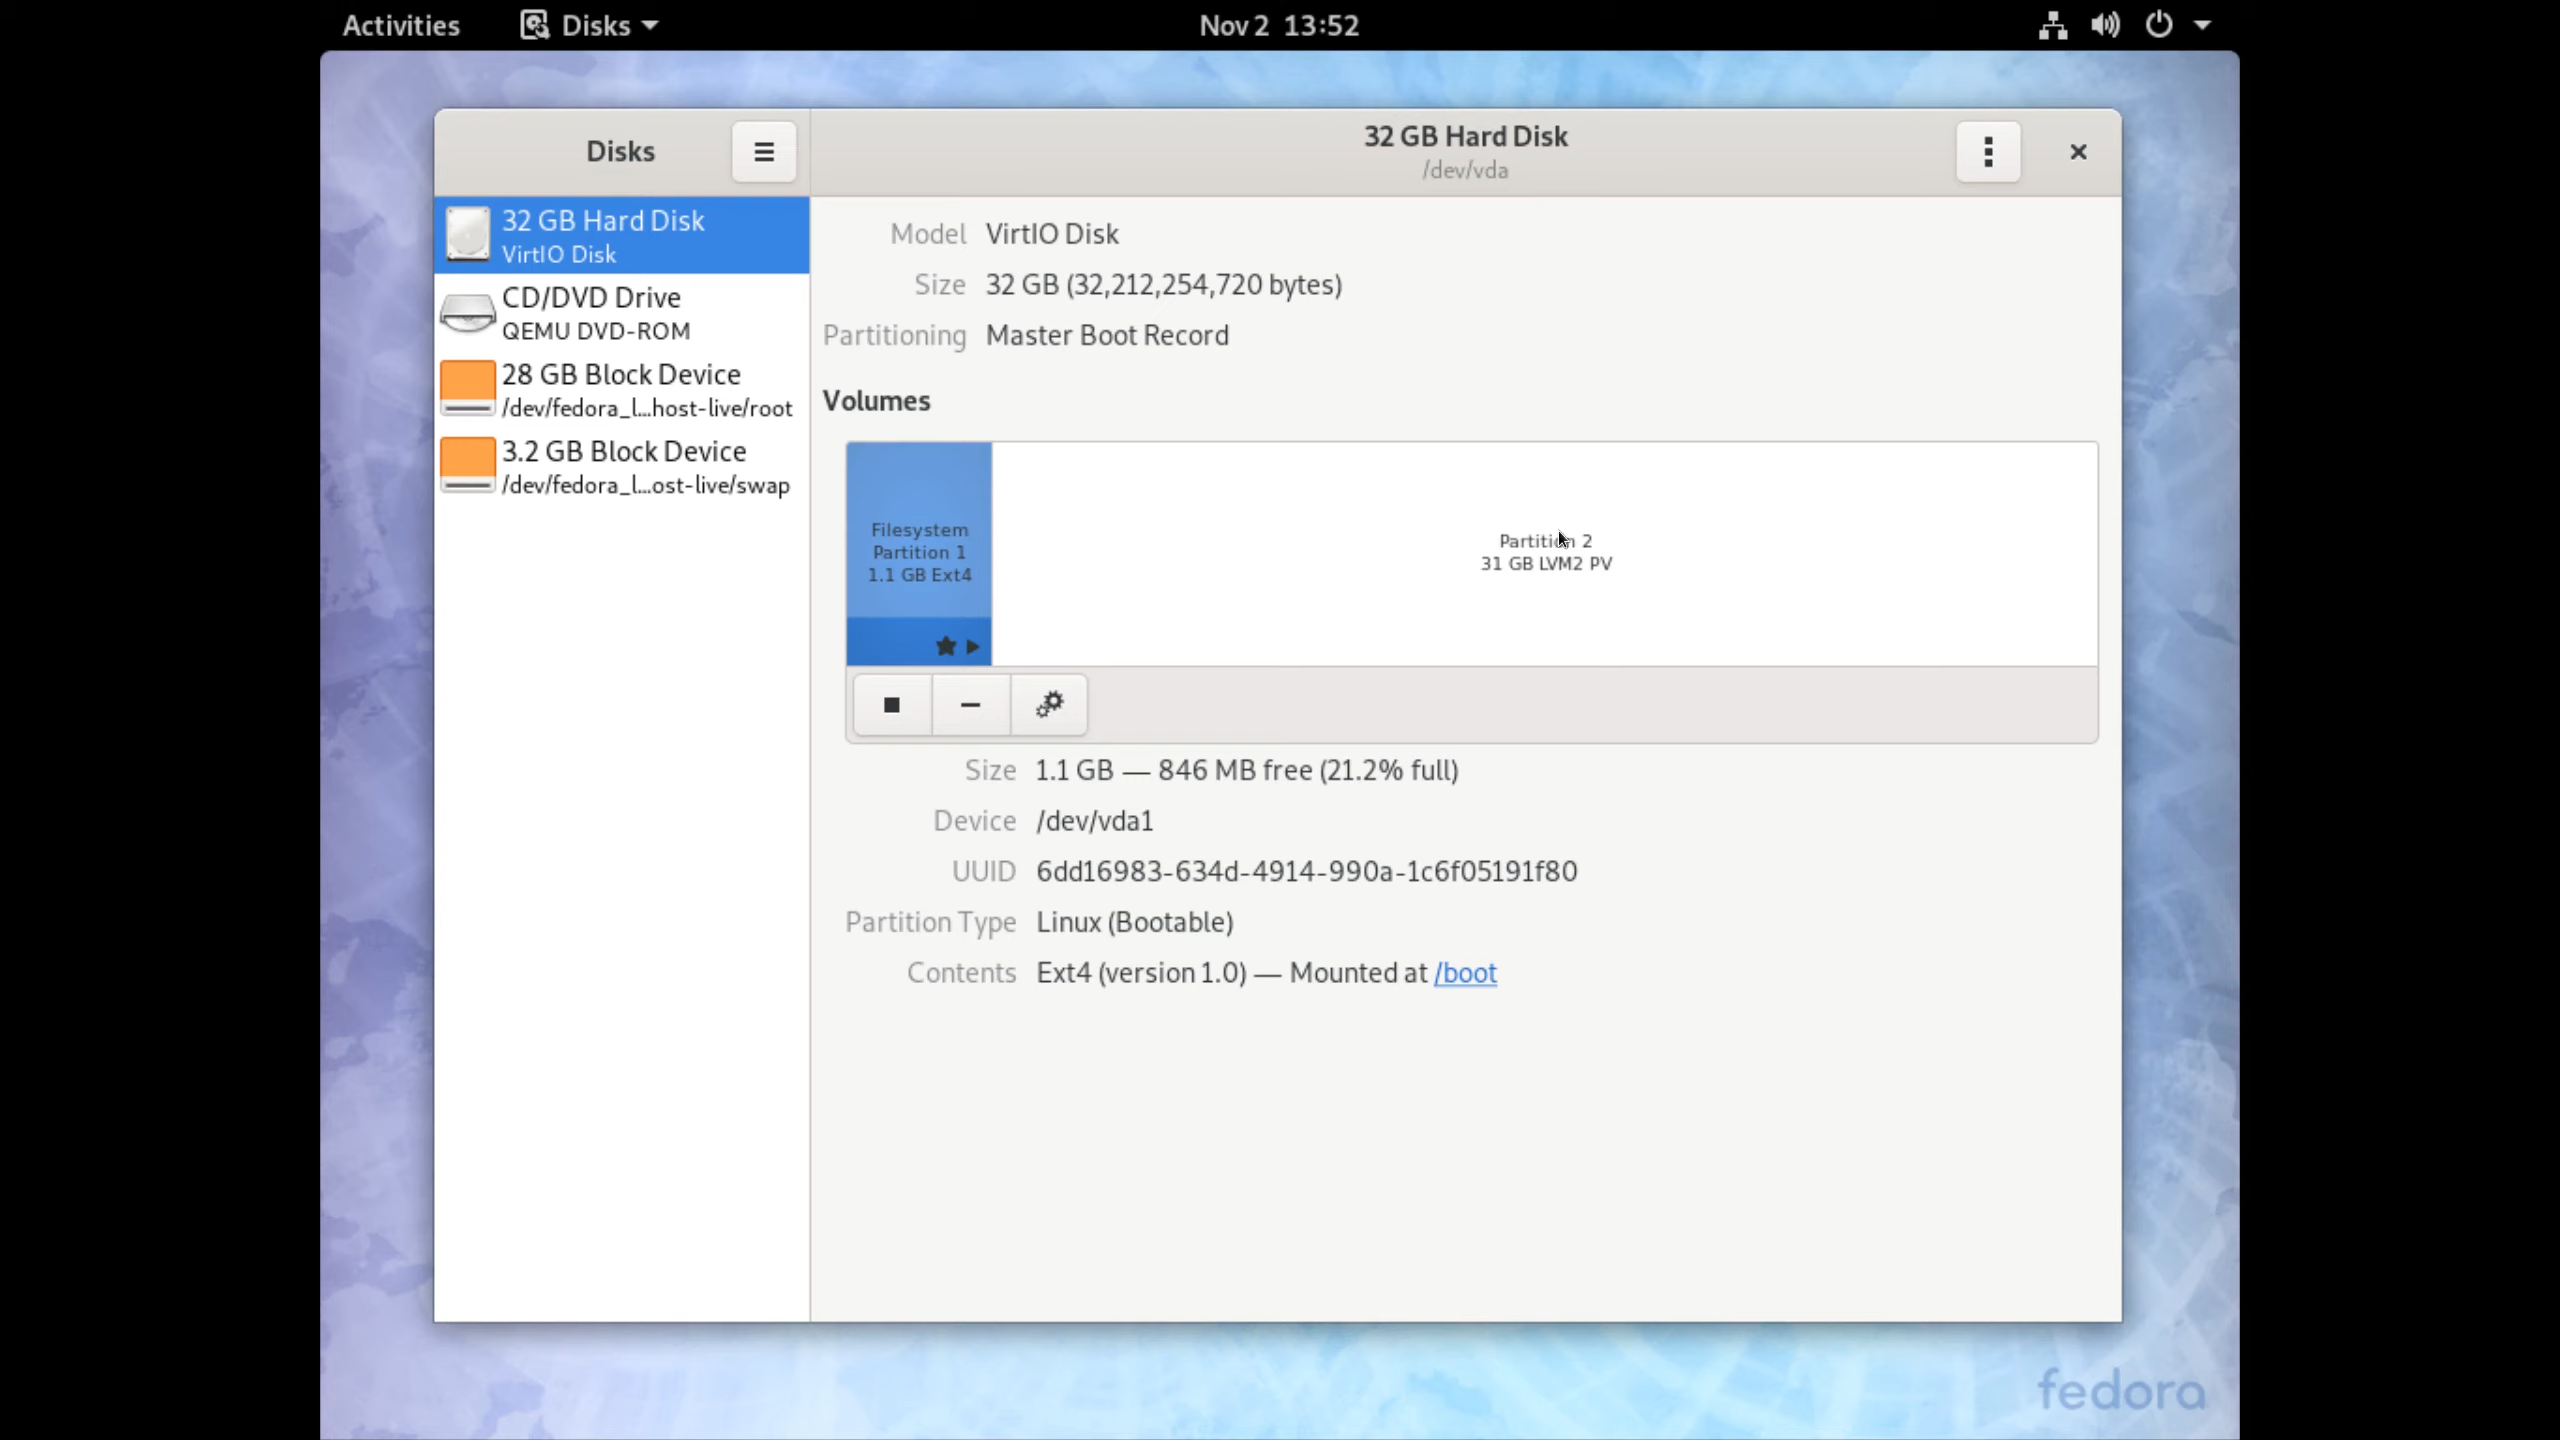 Activities
Disks
Nov 2 13:52
Disks
32 GB Hard Disk
/dev/vda
32 GB Hard Disk
VirtIO Disk
CD/DVD Drive
QEMU DVD-ROM
28 GB Block Device
/dev/fedora_l...host-live/root
3.2 GB Block Device
/dev/fedora_l...ost-live/swap
Model VirtIO Disk
Size 32 GB (32,212,254,720 bytes)
Partitioning Master Boot Record
Volumes
Filesystem
Partition 1
1.1 GB Ext4
Partition 2
31 GB LVM2 PV
Size 1.1 GB — 846 MB free (21.2% full)
Device /dev/vda1
UUID 6dd16983-634d-4914-990a-1c6f05191f80
Partition Type Linux (Bootable)
Contents Ext4 (version 1.0) — Mounted at /boot
fedora